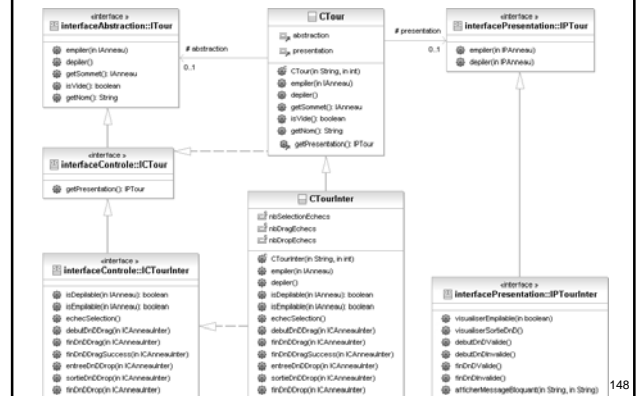 «interface »
interfaceAbstraction::ITour
empiler(in IAnneau)
depiler()
getSommet(): IAnneau
isVide(): boolean
getNom(): String
# abstraction
0..1
CTour
abstraction
presentation
CTour(in String, in int)
empiler(in IAnneau)
depiler()
getSommet(): IAnneau
isVide(): boolean
getNom(): String
getPresentation(): IPTour
# presentation
0..1
«interface »
interfacePresentation::IPTour
empiler(in IPAnneau)
depiler(in IPAnneau)
«interface »
interfaceControle::ICTour
getPresentation(): IPTour
«interface »
interfaceControle::ICTourInter
isDepilable(in IAnneau): boolean
isEmpilable(in IAnneau): boolean
echecSelection()
debutDnDDrag(in ICAnneauInter)
finDnDDrag(in ICAnneauInter)
finDnDDragSuccess(in ICAnneauInter)
entreeDnDDrop(in ICAnneauInter)
sortieDnDDrop(in ICAnneauInter)
finDnDDrop(in ICAnneauInter)
CTourInter
nbSelectionEchecs
nbDragEchecs
nbDropEchecs
CTourInter(in String, in int)
empiler(in IAnneau)
depiler()
isDepilable(in IAnneau): boolean
isEmpilable(in IAnneau): boolean
echecSelection()
debutDnDDrag(in ICAnneauInter)
finDnDDrag(in ICAnneauInter)
finDnDDragSuccess(in ICAnneauInter)
entreeDnDDrop(in ICAnneauInter)
sortieDnDDrop(in ICAnneauInter)
finDnDDrop(in ICAnneauInter)
«interface »
interfacePresentation::IPTourInter
visualiserEmpilable(in boolean)
visualiserSortieDnD()
debutDnDValide()
debutDnDInvalide()
finDnDValide()
finDnDInvalide()
afficherMessageBloquant(in String, in String)
148